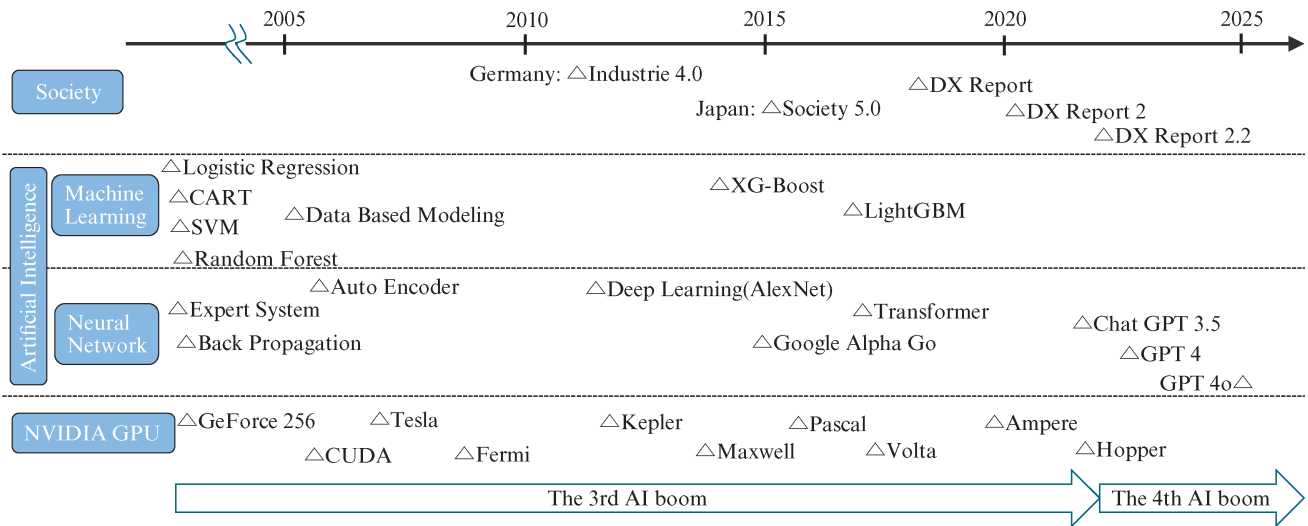 2005 2010 2015 2020 2025
Society
Germany: △Industrie 4.0
Japan: △Society 5.0
△DX Report
△DX Report 2
△DX Report 2.2
Artificial Intelligence
Machine
Learning
△Logistic Regression
△CART
△SVM
△Random Forest
△Data Based Modeling
△XG-Boost
△LightGBM
Neural
Network
△Auto Encoder
△Expert System
△Back Propagation
△Deep Learning(AlexNet)
△Transformer
△Google Alpha Go
△Chat GPT 3.5
△GPT 4
GPT 4o△
NVIDIA GPU
△GeForce 256
△CUDA
△Tesla
△Fermi
△Kepler
△Maxwell
△Pascal
△Volta
△Ampere
△Hopper
The 3rd AI boom
The 4th AI boom